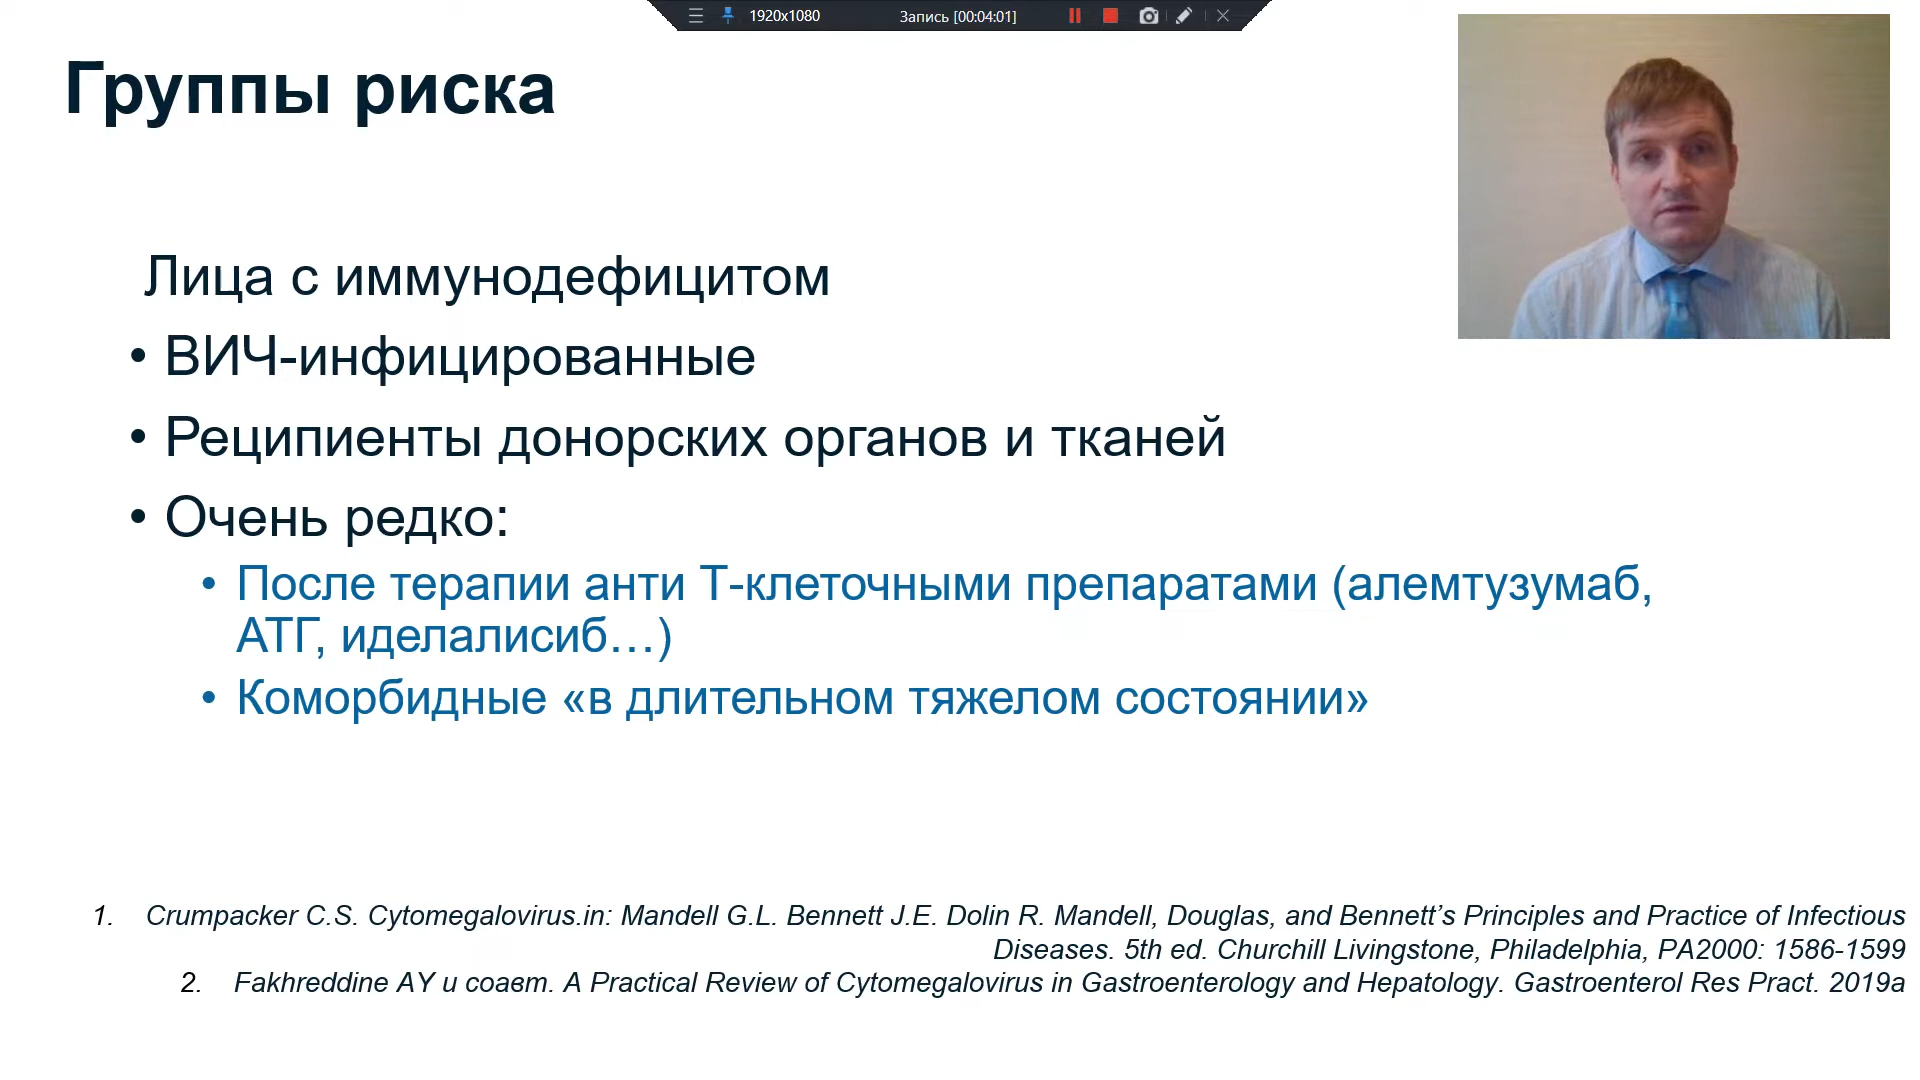 1920x1080 Запись [00:04:01]
Группы риска
Лица с иммунодефицитом
• ВИЧ-инфицированные
• Реципиенты донорских органов и тканей
• Очень редко:
• После терапии анти Т-клеточными препаратами (алемтузумаб,
АТГ, иделалисиб…)
• Коморбидные «в длительном тяжелом состоянии»
1. Crumpacker C.S. Cytomegalovirus.in: Mandell G.L. Bennett J.E. Dolin R. Mandell, Douglas, and Bennett’s Principles and Practice of Infectious
Diseases. 5th ed. Churchill Livingstone, Philadelphia, PA2000: 1586-1599
2. Fakhreddine AY и соавт. A Practical Review of Cytomegalovirus in Gastroenterology and Hepatology. Gastroenterol Res Pract. 2019a